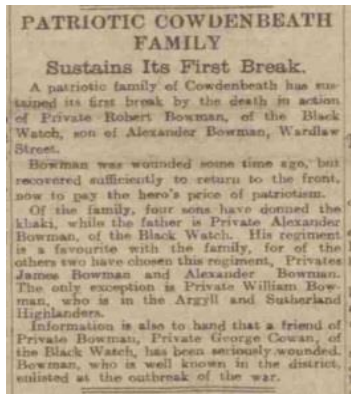 PATRIOTIC COWDENBEATH
FAMILY
Sustains Its First Break.
A patriotic family of Cowdenbeath has sus-
tained its first break by the death in action
of Private Robert Bowman, of the Black
Watch, son of Alexander Bowman, Wardlaw
Street.
Bowman was wounded some time ago, but
recovered sufficiently to return to the front,
now to pay the hero's price of patriotism.
Of the family, four sons have donned the
khaki, while the father is Private Alexander
Bowman, of the Black Watch. His regiment
is a favorite with the family, for of the
others two have chosen this regiment, Privates
James Bowman and Alexander Bowman.
The only exception is Private William Bow-
man, who is in the Argyll and Sutherland
Highlanders.
Information is also to hand that a friend of
Private Bowman, Private George Cowan, of
the Black Watch, has been seriously wounded.
Bowman, who is well known in the district,
enlisted at the outbreak of the war.